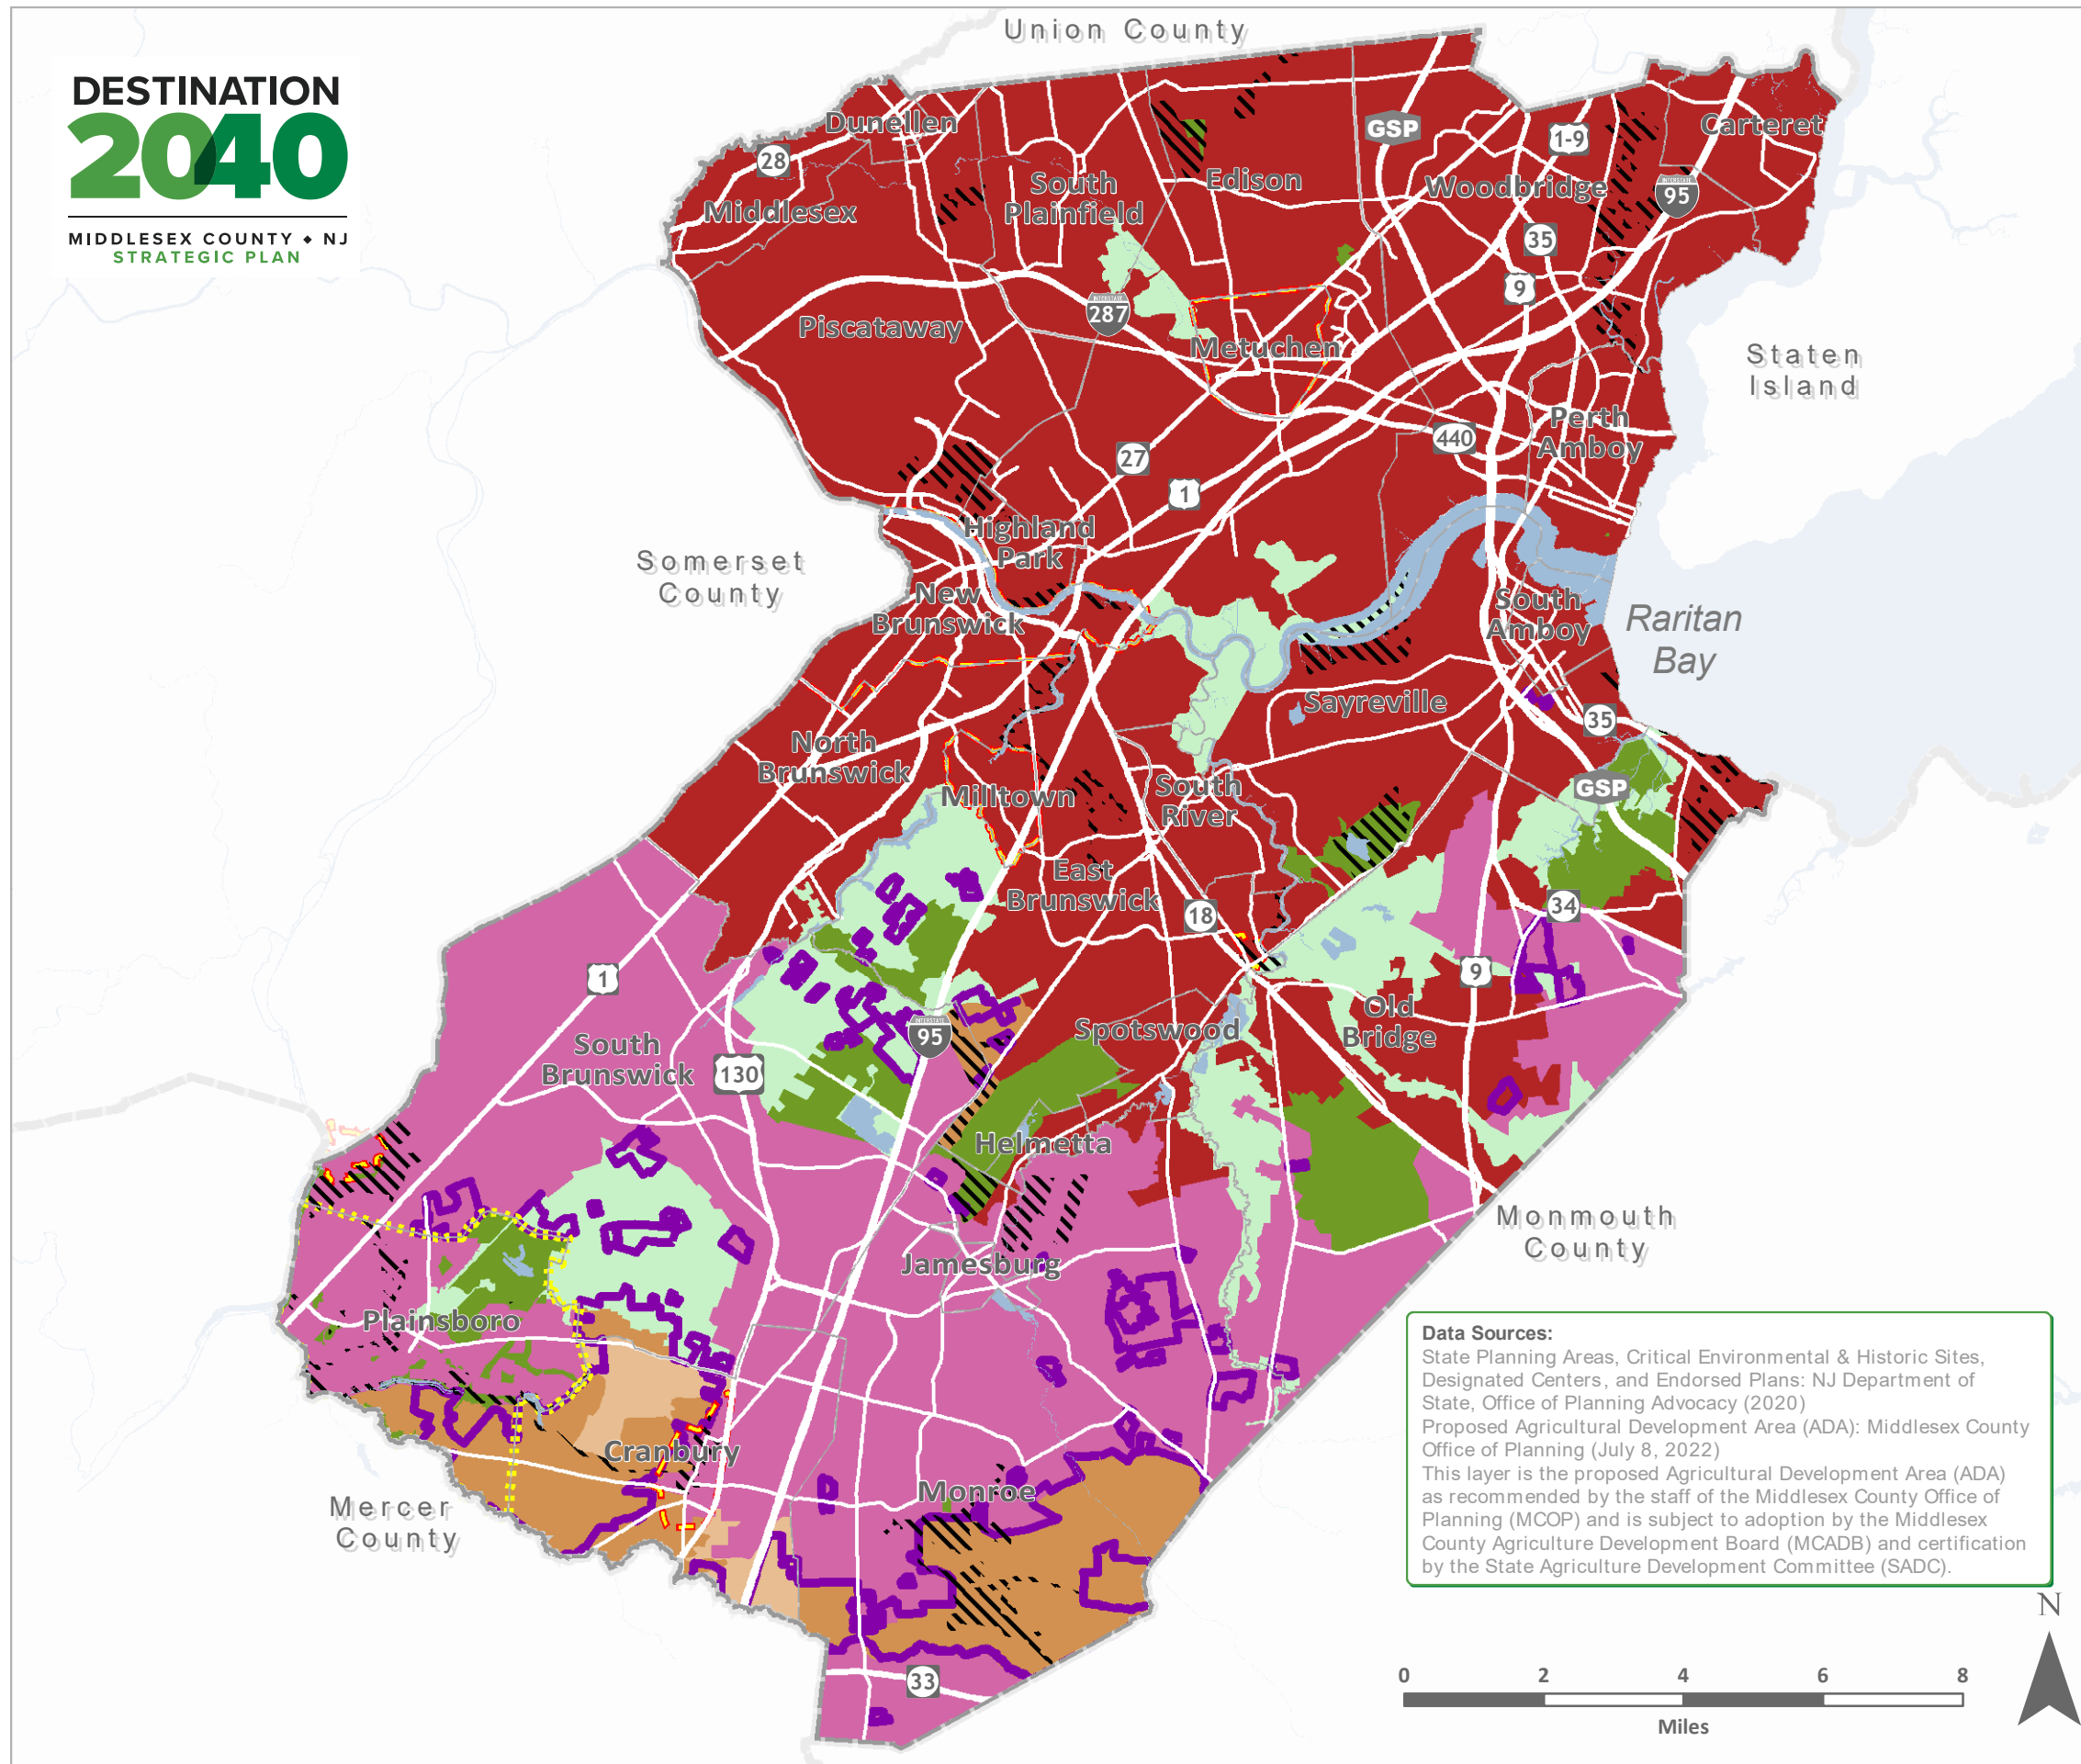 Union County
DESTINATION
2040
MIDDLESEX COUNTY ◆ NJ
STRATEGIC PLAN
Dunellen
28
Middlesex
South
Plainfield
Edison
GSP
1-9
Carteret
Woodbridge
INTERSTATE
95
35
9
Piscataway
INTERSTATE
287
Metuchen
Staten
Island
Perth
Amboy
440
27
1
Highland
Park
Somerset
County
New
Brunswick
South
Amboy
Raritan
Bay
Sayreville
35
North
Brunswick
Milltown
South
River
GSP
East
Brunswick
18
34
1
9
Old
Bridge
Spotswood
INTERSTATE
95
South
Brunswick
130
Helmetta
Monmouth
County
Jamesburg
Plainsboro
Cranbury
Monroe
Mercer
County
33
Data Sources:
State Planning Areas, Critical Environmental & Historic Sites,
Designated Centers, and Endorsed Plans: NJ Department of
State, Office of Planning Advocacy (2020)
Proposed Agricultural Development Area (ADA): Middlesex County
Office of Planning (July 8, 2022)
This layer is the proposed Agricultural Development Area (ADA)
as recommended by the staff of the Middlesex County Office of
Planning (MCOP) and is subject to adoption by the Middlesex
County Agriculture Development Board (MCADB) and certification
by the State Agriculture Development Committee (SADC).
N
0 2 4 6 8
Miles